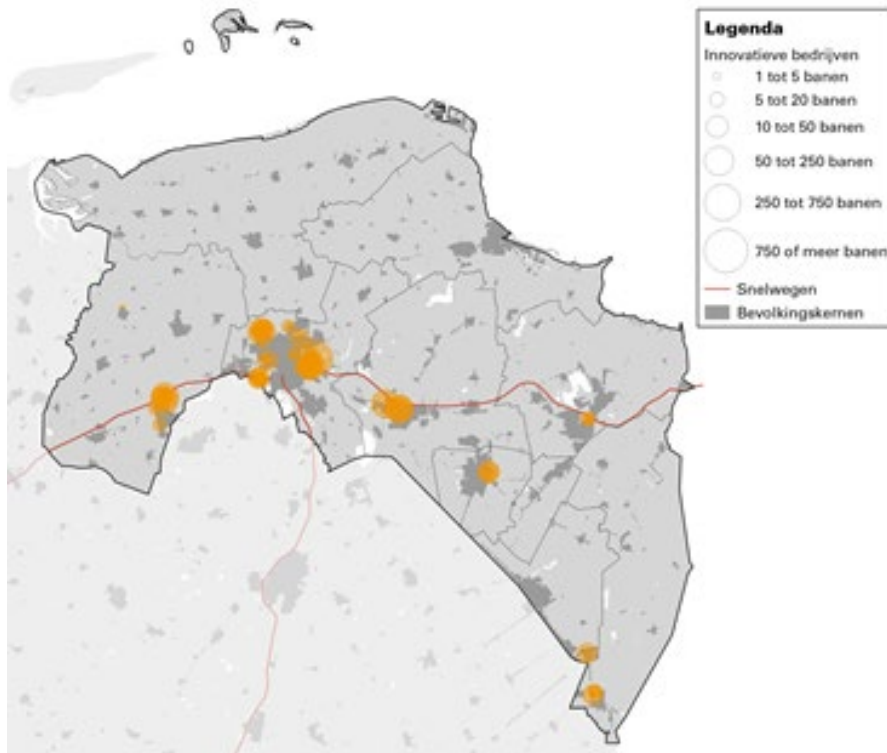 Legenda
Innovatieve bedrijven
1 tot 5 banen
5 tot 20 banen
10 tot 50 banen
50 tot 250 banen
250 tot 750 banen
750 of meer banen
Snelwegen
Bevolkingskernen